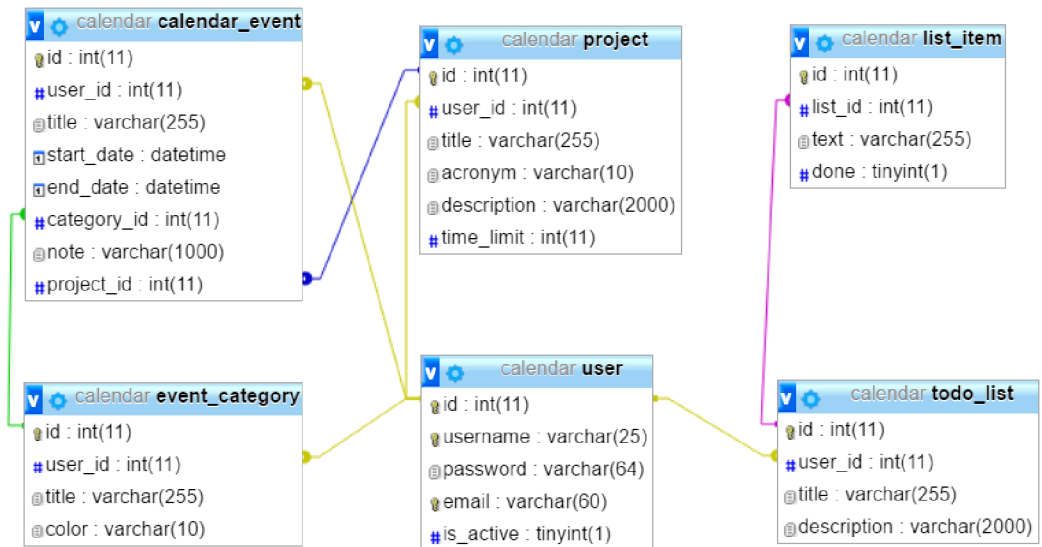 calendar calendar_event
id : int(11)
user_id : int(11)
title : varchar(255)
start_date : datetime
end_date : datetime
category_id : int(11)
note : varchar(1000)
project_id : int(11)
calendar project
id : int(11)
user_id : int(11)
title : varchar(255)
acronym : varchar(10)
description : varchar(2000)
time_limit : int(11)
calendar list_item
id : int(11)
list_id : int(11)
text : varchar(255)
done : tinyint(1)
calendar event_category
id : int(11)
user_id : int(11)
title : varchar(255)
color : varchar(10)
calendar user
id : int(11)
username : varchar(25)
password : varchar(64)
email : varchar(60)
is_active : tinyint(1)
calendar todo_list
id : int(11)
user_id : int(11)
title : varchar(255)
description : varchar(2000)